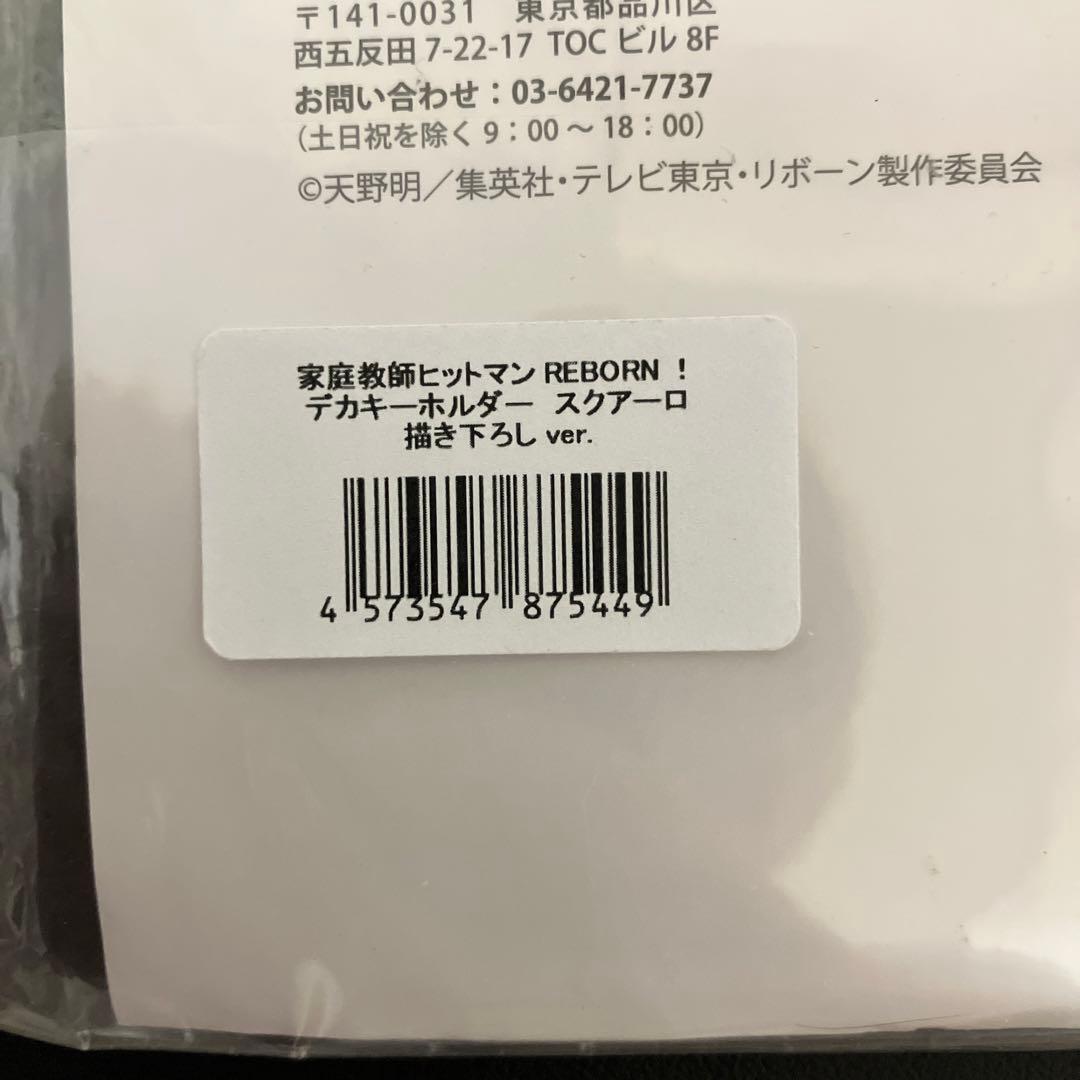 〒141-0031 東京都品川区
西五反田 7-22-17 TOC ビル 8F
お問い合わせ：03-6421-7737
（土日祝を除く 9：00～18：00）
©天野明／集英社・テレビ東京・リボーン製作委員会
家庭教師ヒットマン REBORN ！
デカキーホルダー スクアーロ
描き下ろし ver.
4 573547 875449